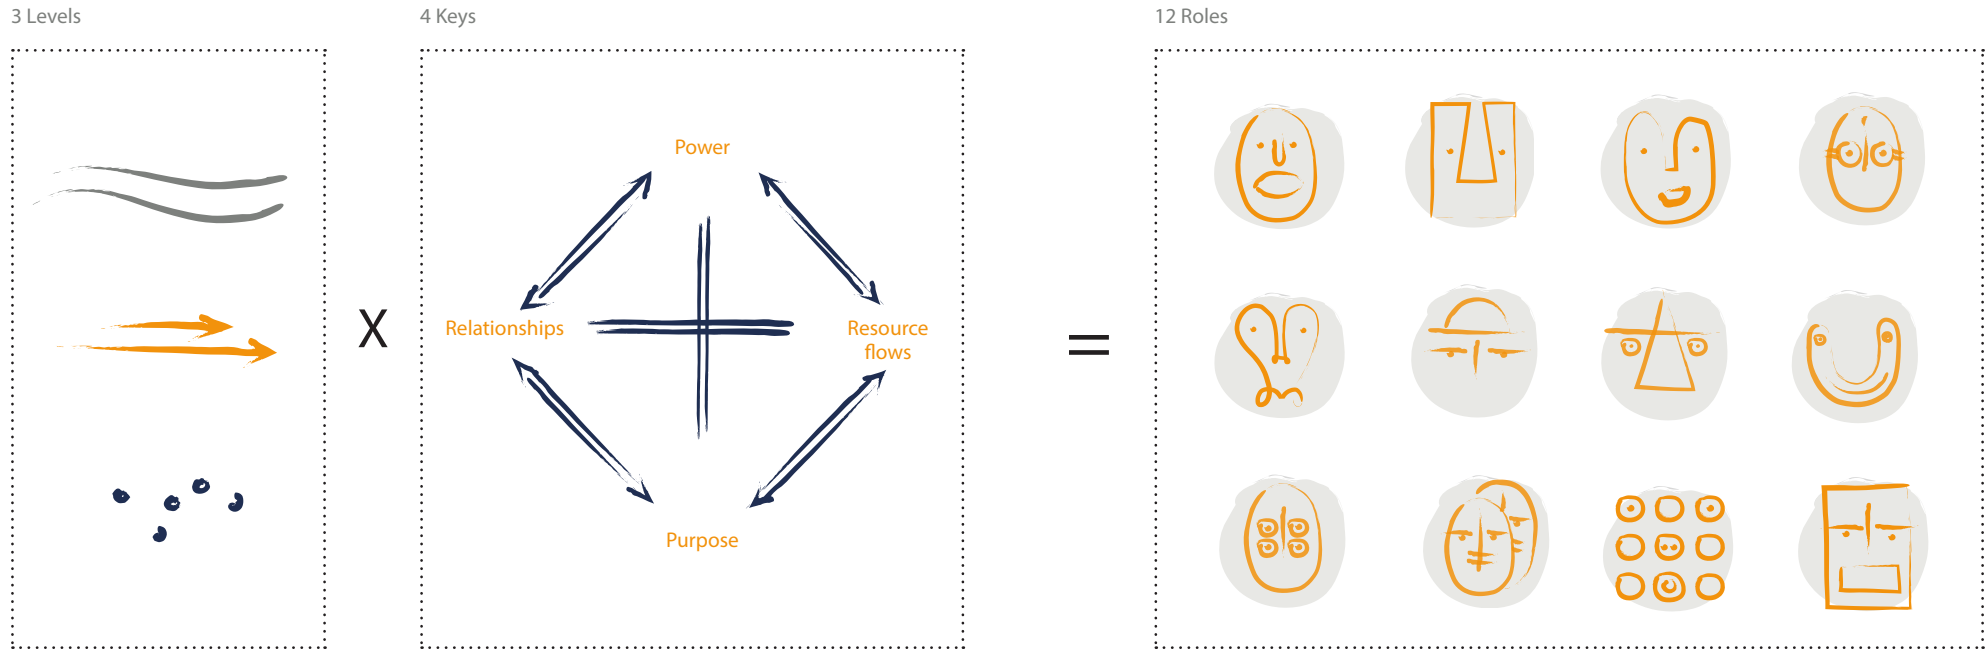 3 Levels
4 Keys
12 Roles
Power
Relationships
Resource
flows
Purpose
X
=